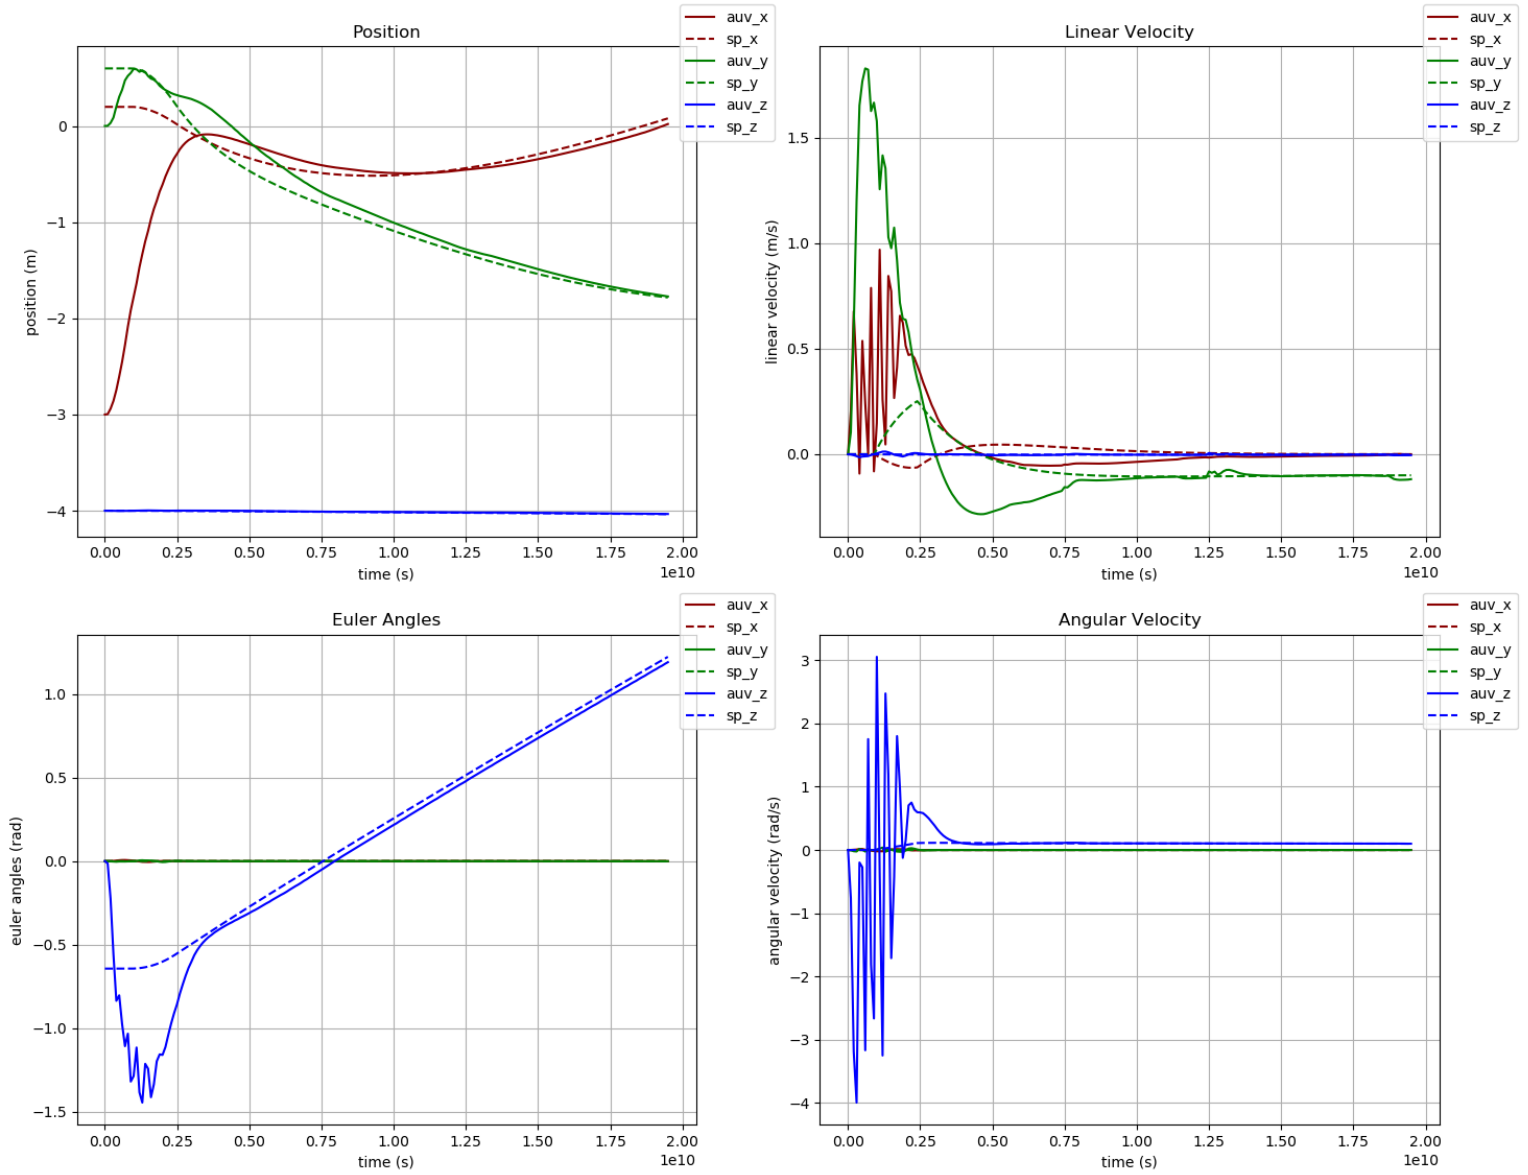 Position
auv_x
sp_x
auv_y
sp_y
auv_z
sp_z
position (m)
0
−1
−2
−3
−4
0.00 0.25 0.50 0.75 1.00 1.25 1.50 1.75 2.00
time (s)
1e10
Linear Velocity
auv_x
sp_x
auv_y
sp_y
auv_z
sp_z
linear velocity (m/s)
1.5
1.0
0.5
0.0
0.00 0.25 0.50 0.75 1.00 1.25 1.50 1.75 2.00
time (s)
1e10
Euler Angles
auv_x
sp_x
auv_y
sp_y
auv_z
sp_z
euler angles (rad)
1.0
0.5
0.0
−0.5
−1.0
−1.5
0.00 0.25 0.50 0.75 1.00 1.25 1.50 1.75 2.00
time (s)
1e10
Angular Velocity
auv_x
sp_x
auv_y
sp_y
auv_z
sp_z
angular velocity (rad/s)
3
2
1
0
−1
−2
−3
−4
0.00 0.25 0.50 0.75 1.00 1.25 1.50 1.75 2.00
time (s)
1e10